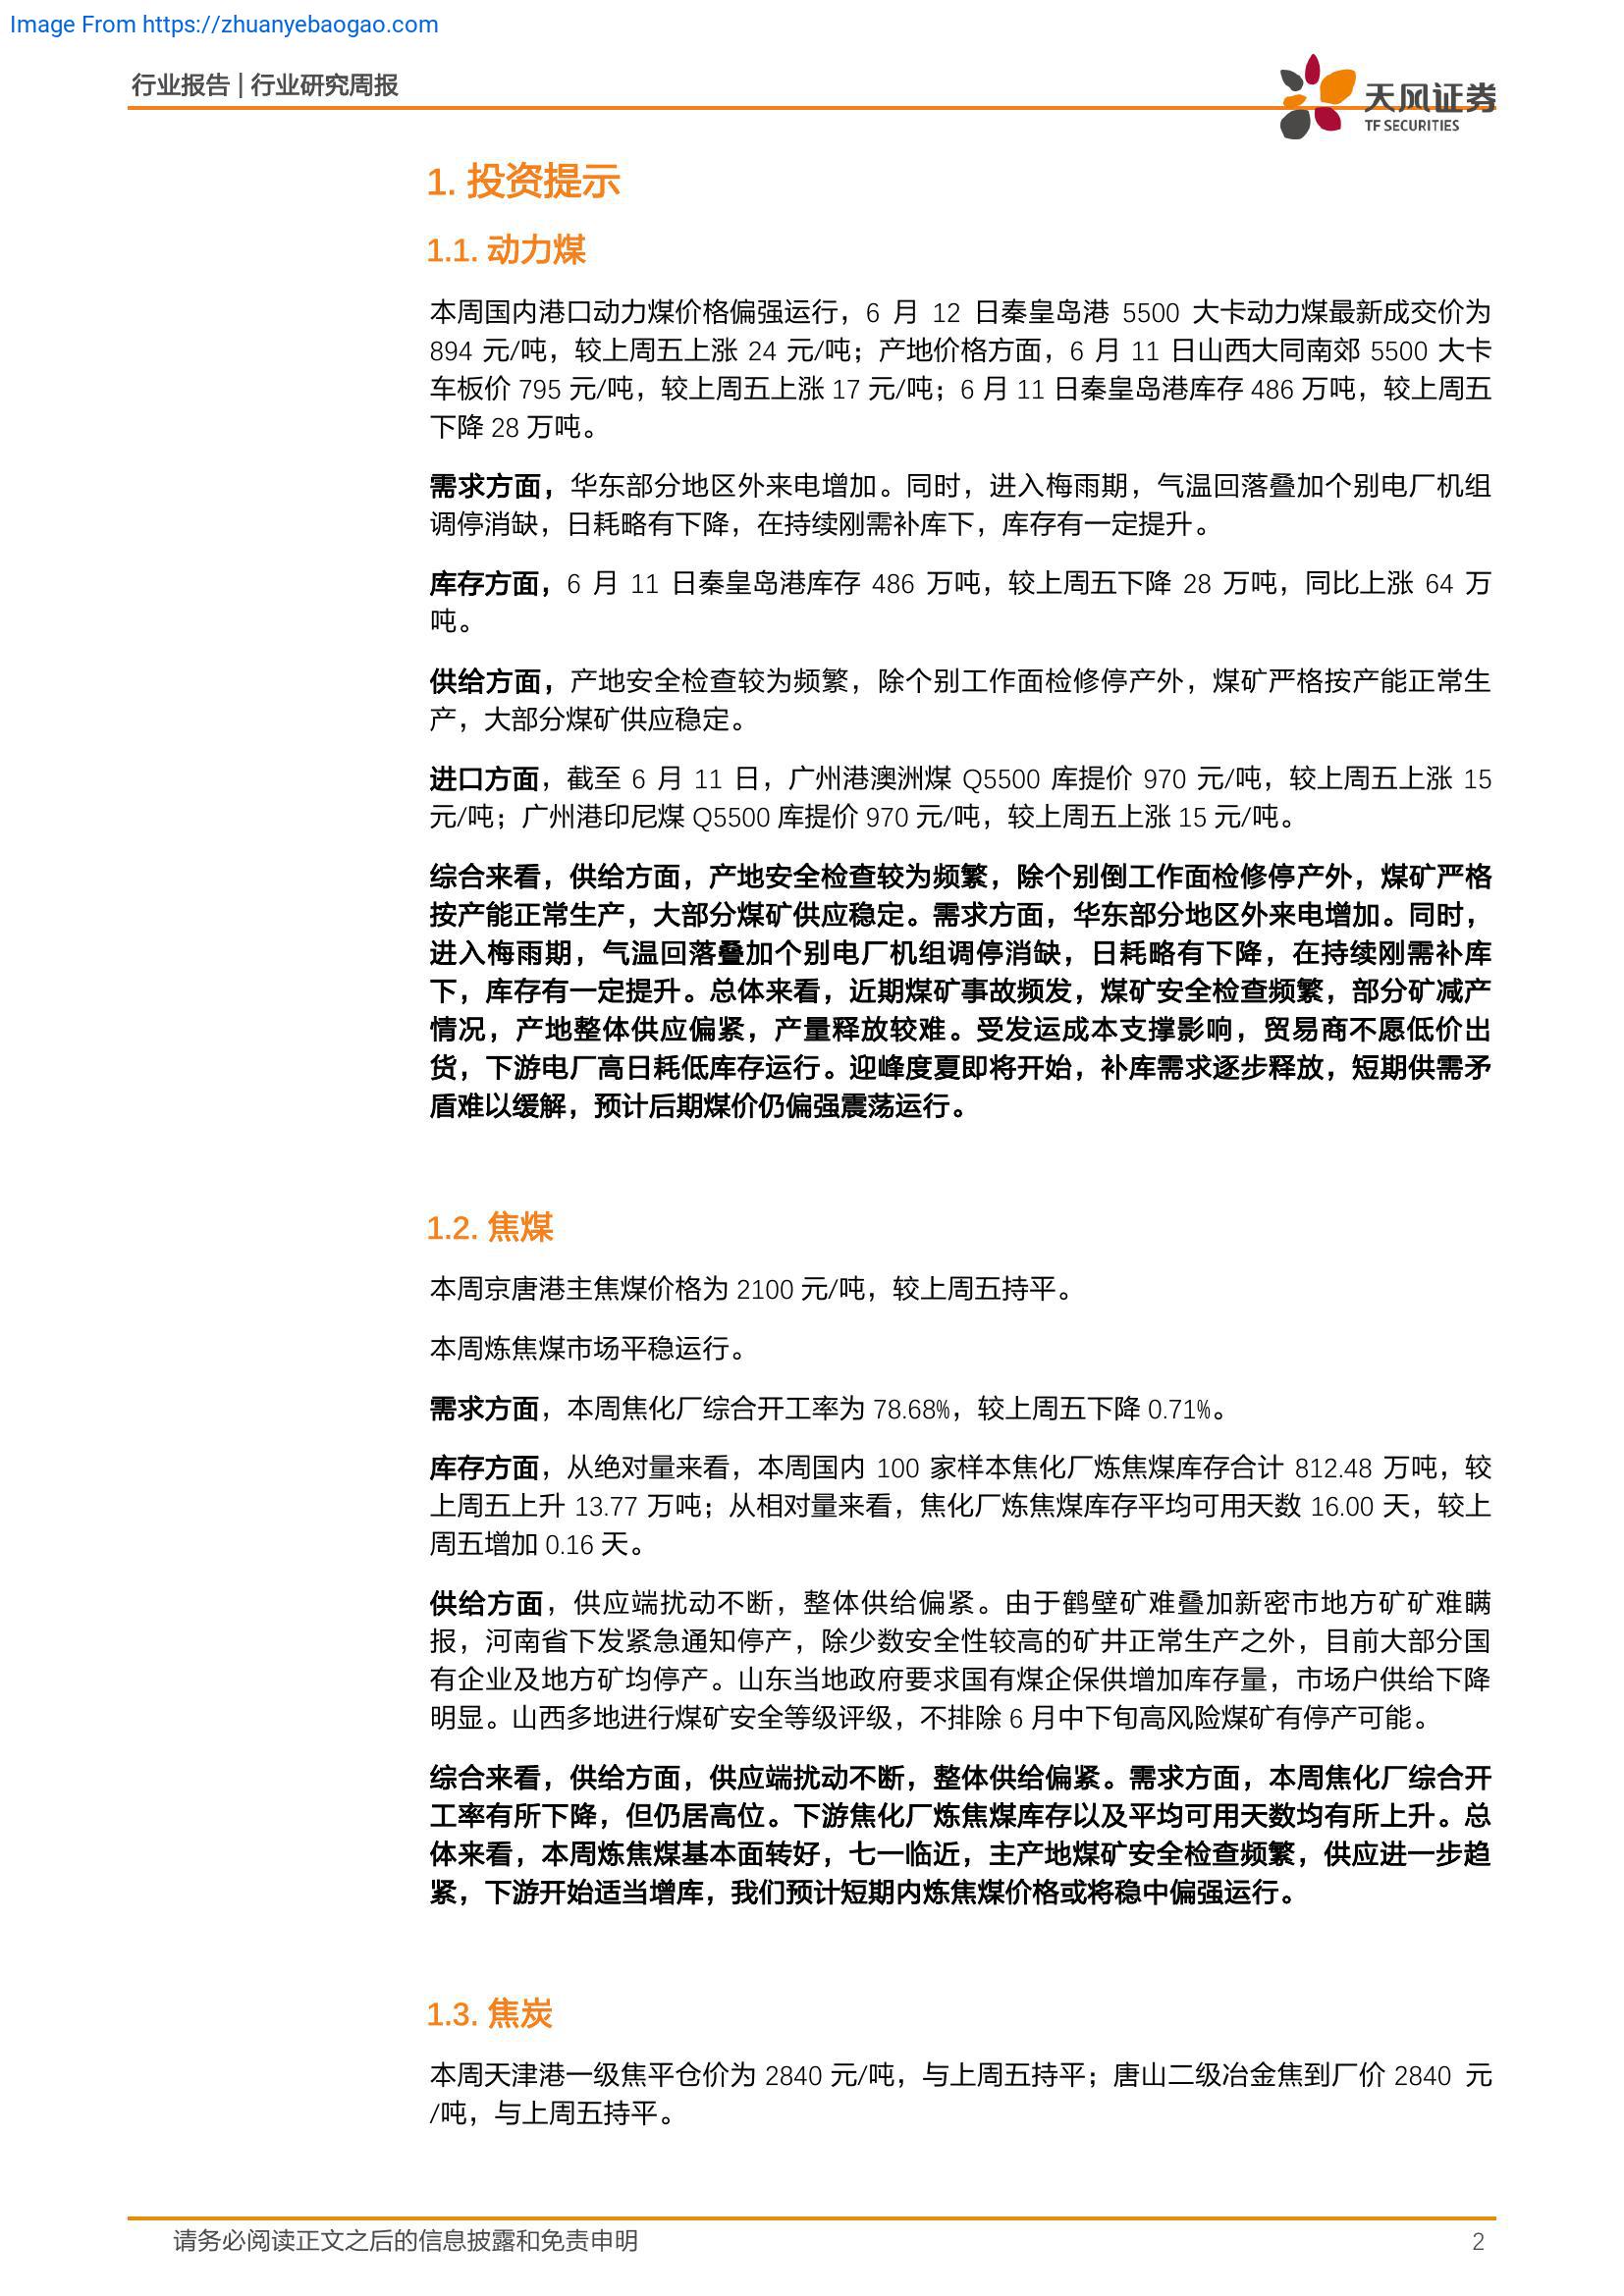 Image From https://zhuanyebaogao.com
行业报告 | 行业研究周报
天风证券
TF SECURITIES
1. 投资提示
1.1. 动力煤
本周国内港口动力煤价格偏强运行，6 月 12 日秦皇岛港 5500 大卡动力煤最新成交价为
894 元/吨，较上周五上涨 24 元/吨；产地价格方面，6 月 11 日山西大同南郊 5500 大卡
车板价 795 元/吨，较上周五上涨 17 元/吨；6 月 11 日秦皇岛港库存 486 万吨，较上周五
下降 28 万吨。
需求方面，华东部分地区外来电增加。同时，进入梅雨期，气温回落叠加个别电厂机组
调停消缺，日耗略有下降，在持续刚需补库下，库存有一定提升。
库存方面，6 月 11 日秦皇岛港库存 486 万吨，较上周五下降 28 万吨，同比上涨 64 万
吨。
供给方面，产地安全检查较为频繁，除个别工作面检修停产外，煤矿严格按产能正常生
产，大部分煤矿供应稳定。
进口方面，截至 6 月 11 日，广州港澳洲煤 Q5500 库提价 970 元/吨，较上周五上涨 15
元/吨；广州港印尼煤 Q5500 库提价 970 元/吨，较上周五上涨 15 元/吨。
综合来看，供给方面，产地安全检查较为频繁，除个别倒工作面检修停产外，煤矿严格
按产能正常生产，大部分煤矿供应稳定。需求方面，华东部分地区外来电增加。同时，
进入梅雨期，气温回落叠加个别电厂机组调停消缺，日耗略有下降，在持续刚需补库
下，库存有一定提升。总体来看，近期煤矿事故频发，煤矿安全检查频繁，部分矿减产
情况，产地整体供应偏紧，产量释放较难。受发运成本支撑影响，贸易商不愿低价出
货，下游电厂高日耗低库存运行。迎峰度夏即将开始，补库需求逐步释放，短期供需矛
盾难以缓解，预计后期煤价仍偏强震荡运行。
1.2. 焦煤
本周京唐港主焦煤价格为 2100 元/吨，较上周五持平。
本周炼焦煤市场平稳运行。
需求方面，本周焦化厂综合开工率为 78.68%，较上周五下降 0.71%。
库存方面，从绝对量来看，本周国内 100 家样本焦化厂炼焦煤库存合计 812.48 万吨，较
上周五上升 13.77 万吨；从相对量来看，焦化厂炼焦煤库存平均可用天数 16.00 天，较上
周五增加 0.16 天。
供给方面，供应端扰动不断，整体供给偏紧。由于鹤壁矿难叠加新密市地方矿矿难瞒
报，河南省下发紧急通知停产，除少数安全性较高的矿井正常生产之外，目前大部分国
有企业及地方矿均停产。山东当地政府要求国有煤企保供增加库存量，市场户供给下降
明显。山西多地进行煤矿安全等级评级，不排除 6 月中下旬高风险煤矿有停产可能。
综合来看，供给方面，供应端扰动不断，整体供给偏紧。需求方面，本周焦化厂综合开
工率有所下降，但仍居高位。下游焦化厂炼焦煤库存以及平均可用天数均有所上升。总
体来看，本周炼焦煤基本面转好，七一临近，主产地煤矿安全检查频繁，供应进一步趋
紧，下游开始适当增库，我们预计短期内炼焦煤价格或将稳中偏强运行。
1.3. 焦炭
本周天津港一级焦平仓价为 2840 元/吨，与上周五持平；唐山二级冶金焦到厂价 2840 元
/吨，与上周五持平。
请务必阅读正文之后的信息披露和免责申明
2